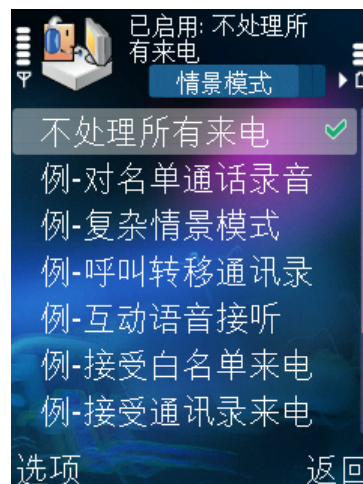 已启用: 不处理所
有来电
情景模式
不处理所有来电
例-对名单通话录音
例-复杂情景模式
例-呼叫转移通讯录
例-互动语音接听
例-接受白名单来电
例-接受通讯录来电
选项 返回